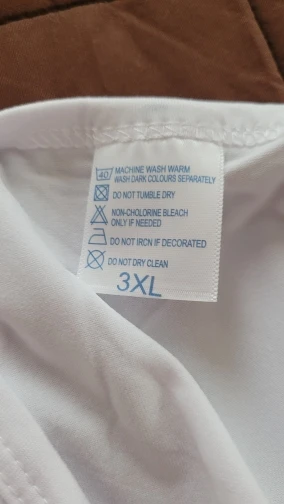 40
MACHINE WASH WARM
WASH DARK COLOURS SEPARATELY
DO NOT TUMBLE DRY
NON-CHOLORINE BLEACH
ONLY IF NEEDED
DO NOT IRCN IF DECORATED
DO NOT DRY CLEAN
3XL